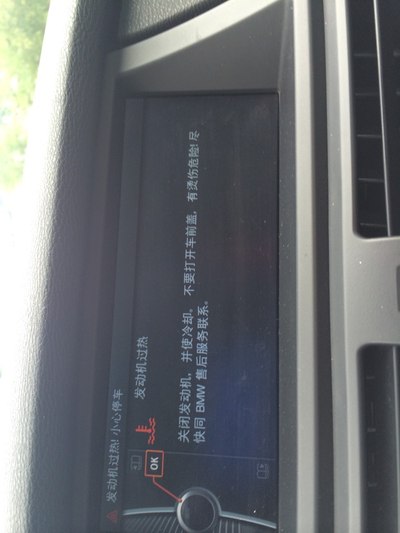 发动机过热! 小心停车
发动机过热
OK
关闭发动机， 并使冷却。 不要打开车前盖， 有烫伤危险! 尽
快同 BMW 售后服务联系。